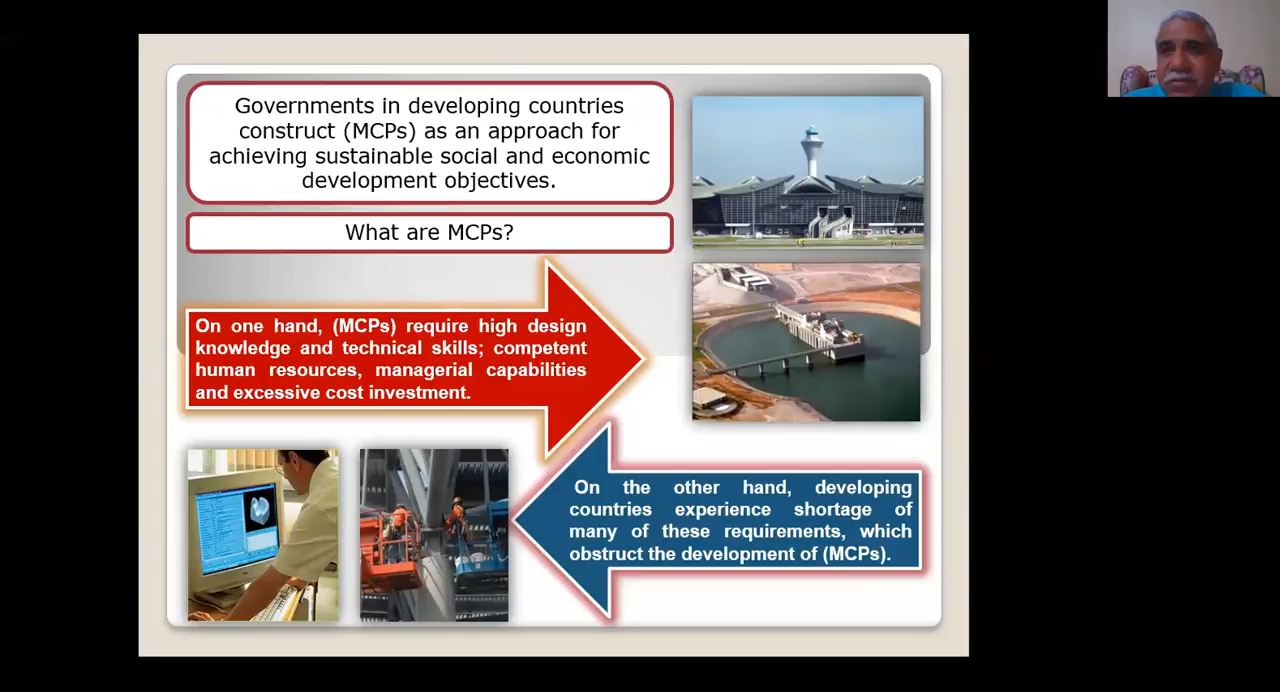 Governments in developing countries
construct (MCPs) as an approach for
achieving sustainable social and economic
development objectives.
What are MCPs?
On one hand, (MCPs) require high design
knowledge and technical skills; competent
human resources, managerial capabilities
and excessive cost investment.
On the other hand, developing
countries experience shortage of
many of these requirements, which
obstruct the development of (MCPs).